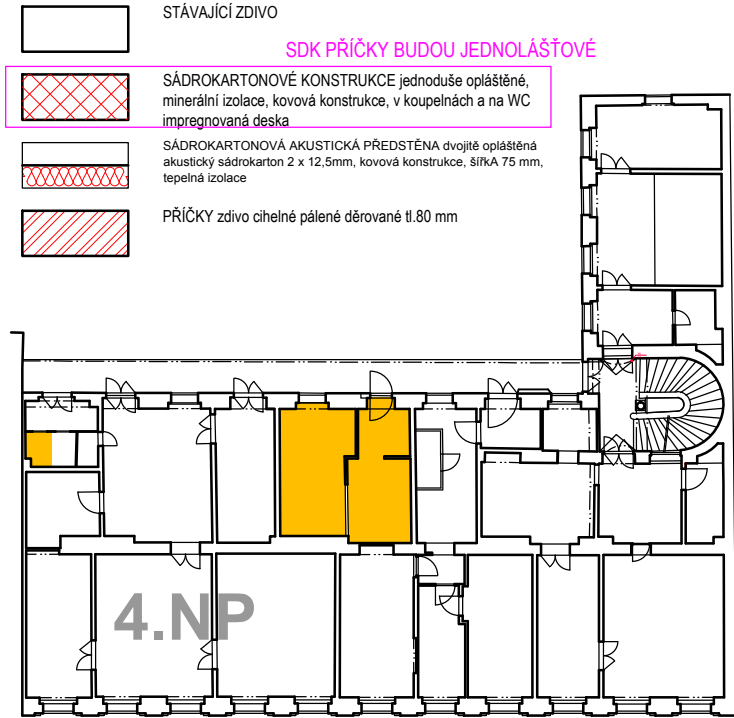 STÁVAJÍCÍ ZDIVO
SDK PŘÍČKY BUDOU JEDNOLÁŠŤOVÉ
SÁDROKARTONOVÉ KONSTRUKCE jednoduše opláštěné,
minerální izolace, kovová konstrukce, v koupelnách a na WC
impregnovaná deska
SÁDROKARTONOVÁ AKUSTICKÁ PŘEDSTĚNA dvojitě opláštěná
akustický sádrokarton 2 x 12,5mm, kovová konstrukce, šířkA 75 mm,
tepelná izolace
PŘÍČKY zdivo cihelné pálené děrované tl.80 mm
4.NP